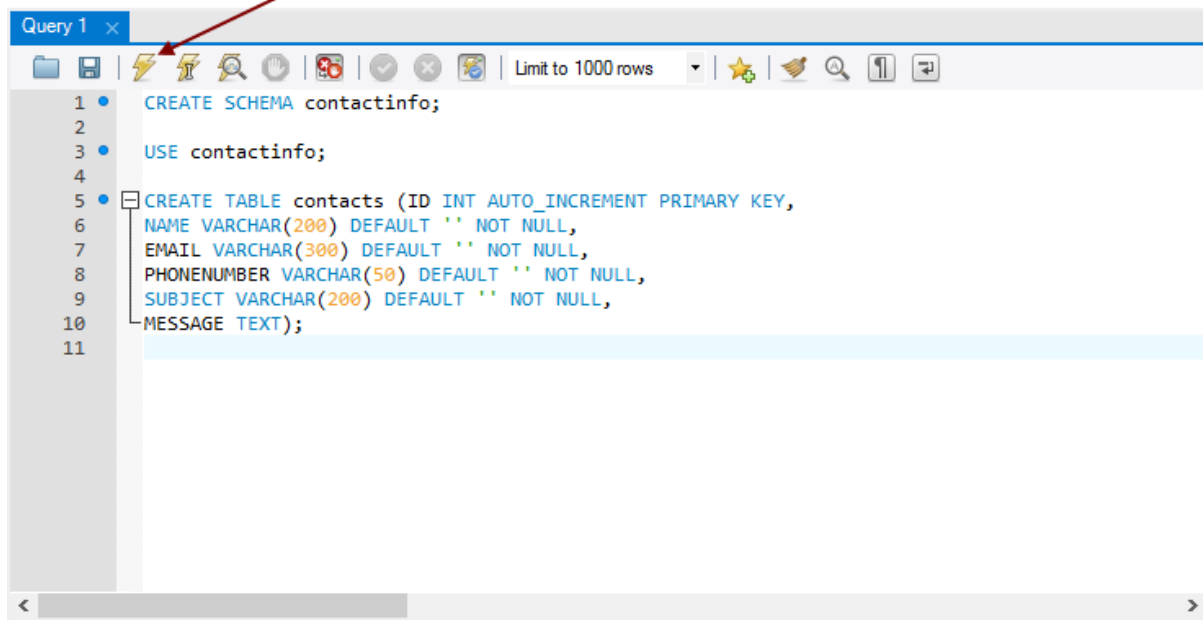 Query 1
Limit to 1000 rows
1 CREATE SCHEMA contactinfo;
2
3 USE contactinfo;
4
5 CREATE TABLE contacts (ID INT AUTO_INCREMENT PRIMARY KEY,
6 NAME VARCHAR(200) DEFAULT '' NOT NULL,
7 EMAIL VARCHAR(300) DEFAULT '' NOT NULL,
8 PHONENUMBER VARCHAR(50) DEFAULT '' NOT NULL,
9 SUBJECT VARCHAR(200) DEFAULT '' NOT NULL,
10 MESSAGE TEXT);
11